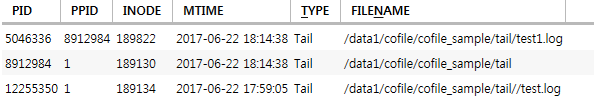 PID PPID INODE MTIME TYPE FILENAME
5046336 8912984 189822 2017-06-22 18:14:38 Tail /data1/cofile/cofile_sample/tail/test1.log
8912984 1 189130 2017-06-22 18:14:38 Tail /data1/cofile/cofile_sample/tail
12255350 1 189134 2017-06-22 17:59:05 Tail /data1/cofile/cofile_sample/tail//test.log